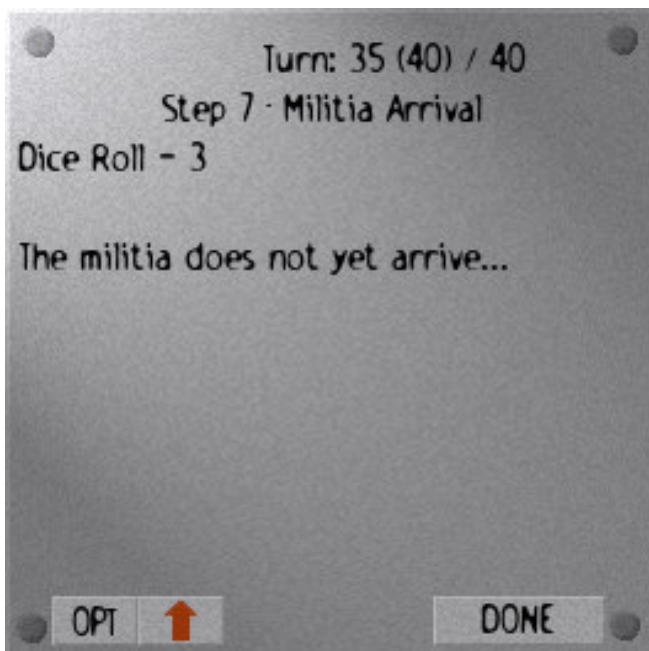 Turn: 35 (40) / 40
Step 7 - Militia Arrival
Dice Roll - 3
The militia does not yet arrive...
OPT
DONE